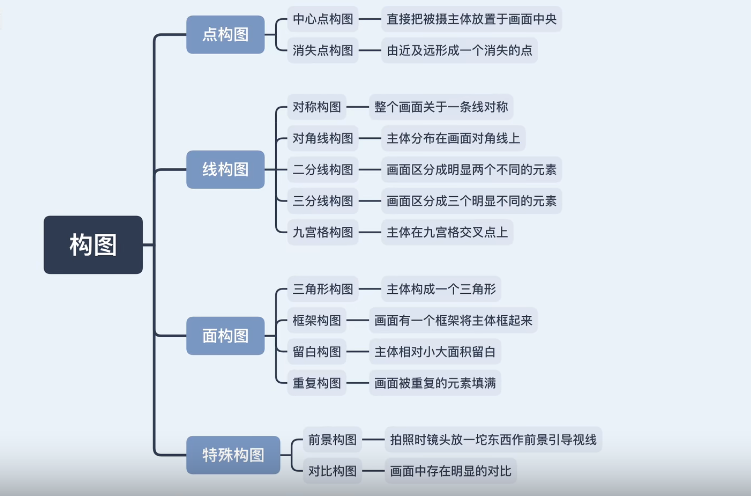 构图
点构图
中心点构图
直接把被摄主体放置于画面中央
消失点构图
由近及远形成一个消失的点
线构图
对称构图
整个画面关于一条线对称
对角线构图
主体分布在画面对角线上
二分线构图
画面区分成明显两个不同的元素
三分线构图
画面区分成三个明显不同的元素
九宫格构图
主体在九宫格交叉点上
面构图
三角形构图
主体构成一个三角形
框架构图
画面有一个框架将主体框起来
留白构图
主体相对小大面积留白
重复构图
画面被重复的元素填满
特殊构图
前景构图
拍照时镜头放一坨东西作前景引导视线
对比构图
画面中存在明显的对比